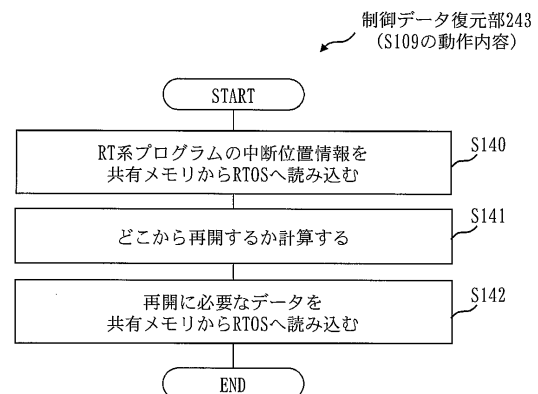 制御データ復元部243
（S109の動作内容）
START
RT系プログラムの中断位置情報を
共有メモリからRTOSへ読み込む
S140
どこから再開するか計算する
S141
再開に必要なデータを
共有メモリからRTOSへ読み込む
S142
END